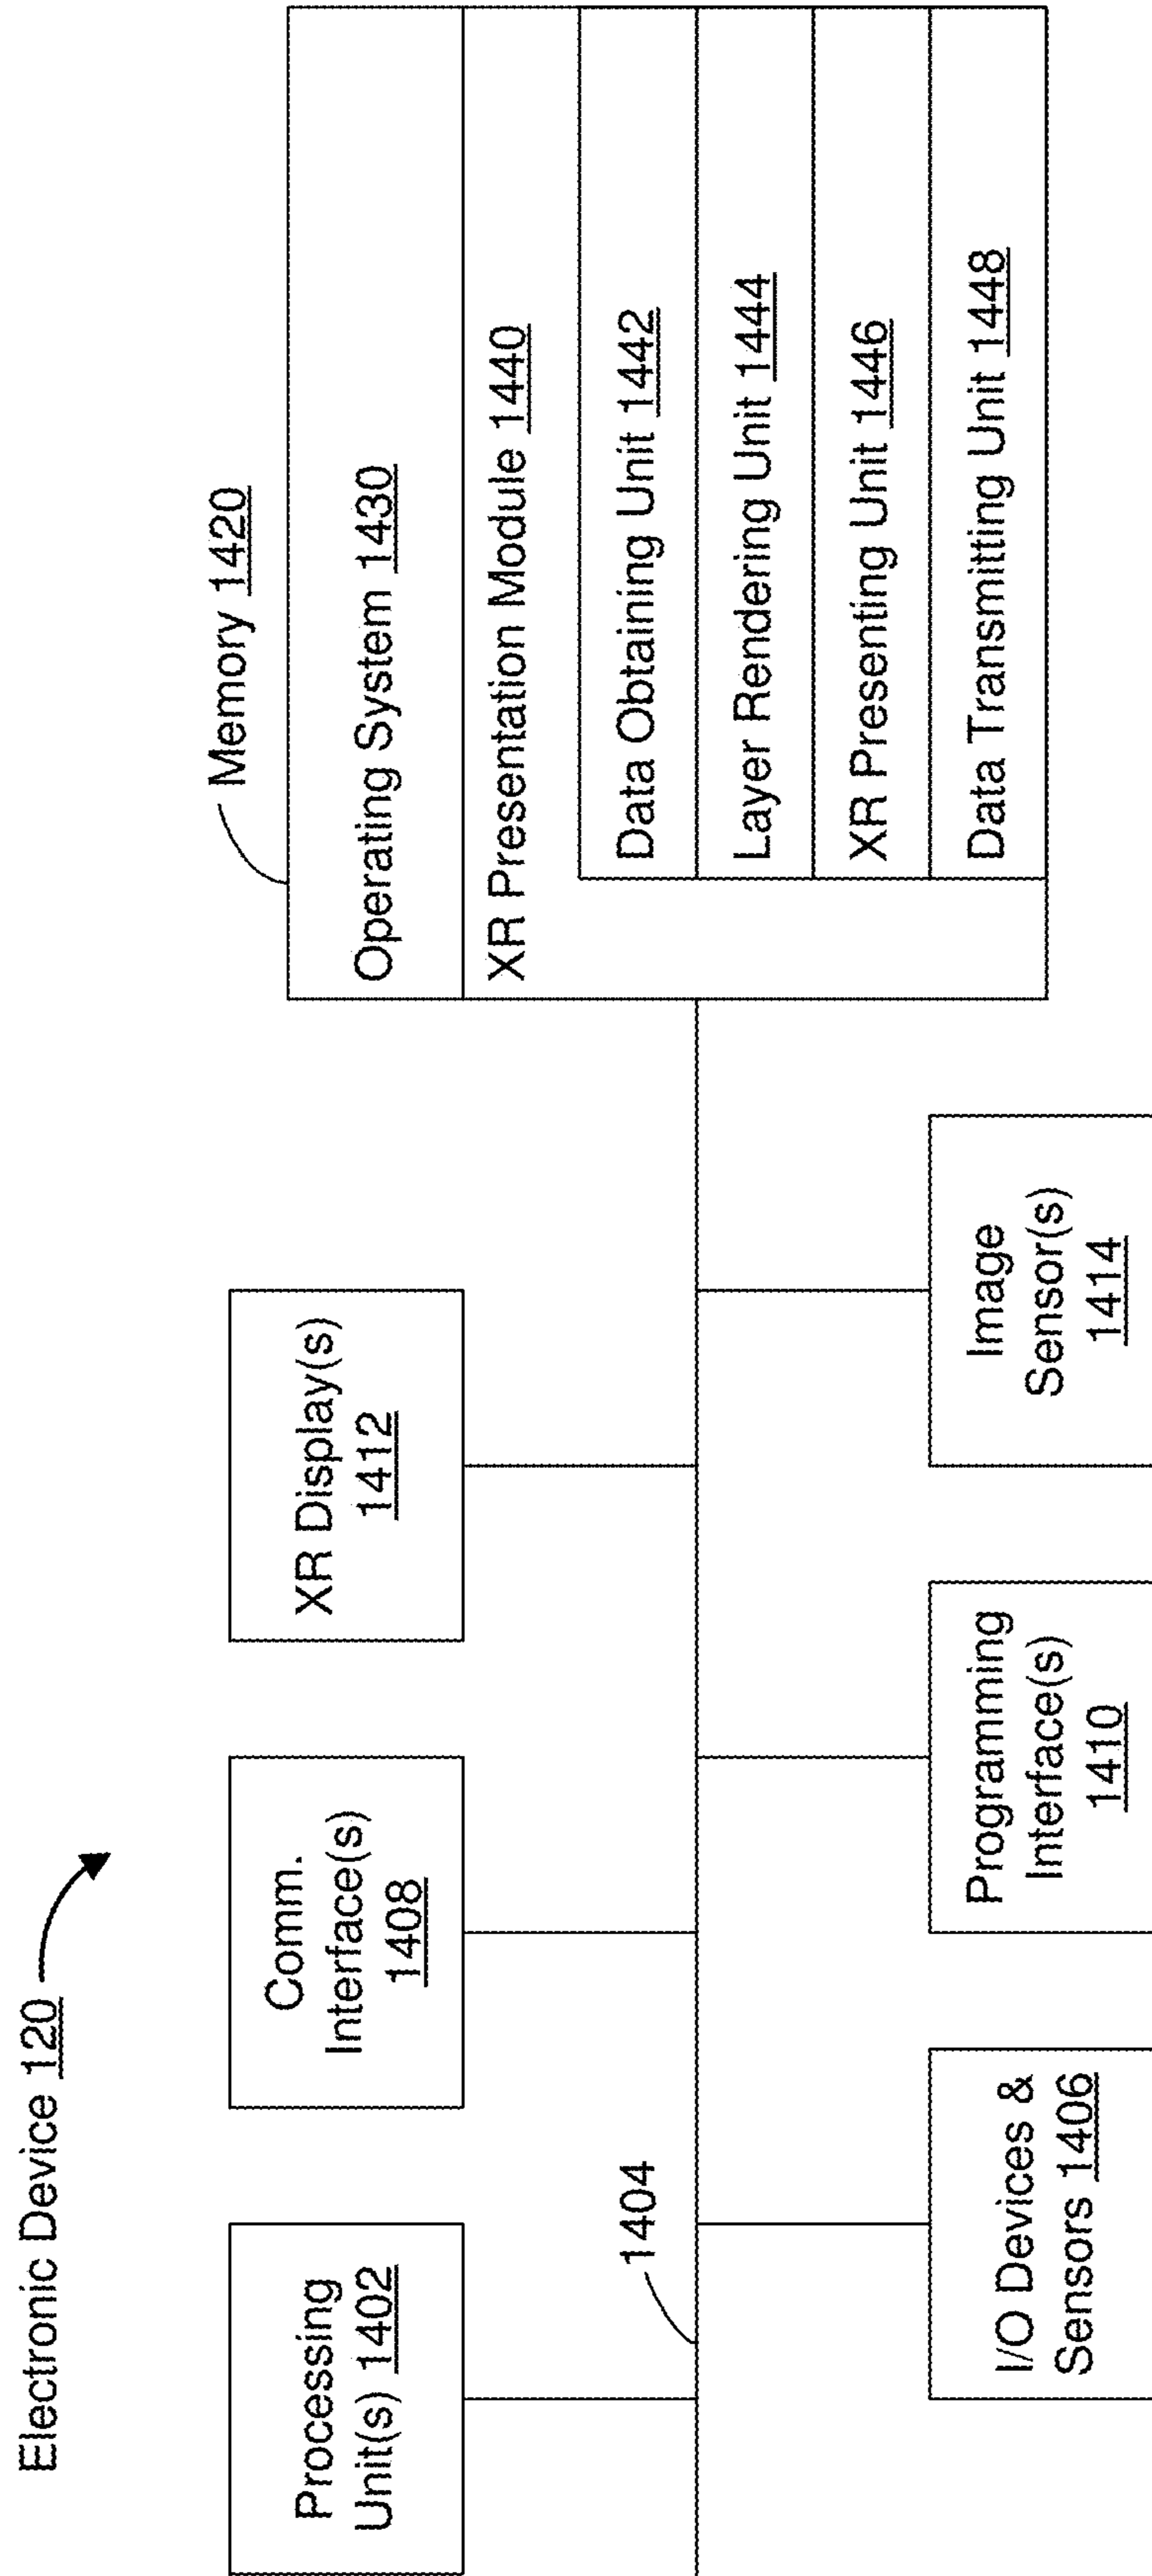 Electronic Device 120
Processing
Unit(s) 1402
Comm.
Interface(s)
1408
XR Display(s)
1412
Memory 1420
Operating System 1430
XR Presentation Module 1440
Data Obtaining Unit 1442
Layer Rendering Unit 1444
XR Presenting Unit 1446
Data Transmitting Unit 1448
1404
I/O Devices &
Sensors 1406
Programming
Interface(s)
1410
Image
Sensor(s)
1414